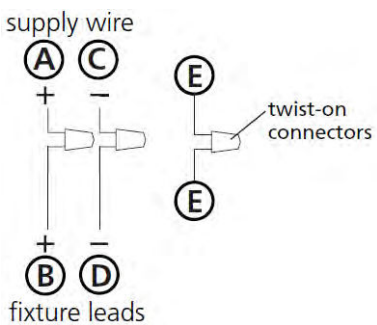 supply wire
A C
+ −
E
twist-on
connectors
E
+ −
B D
fixture leads